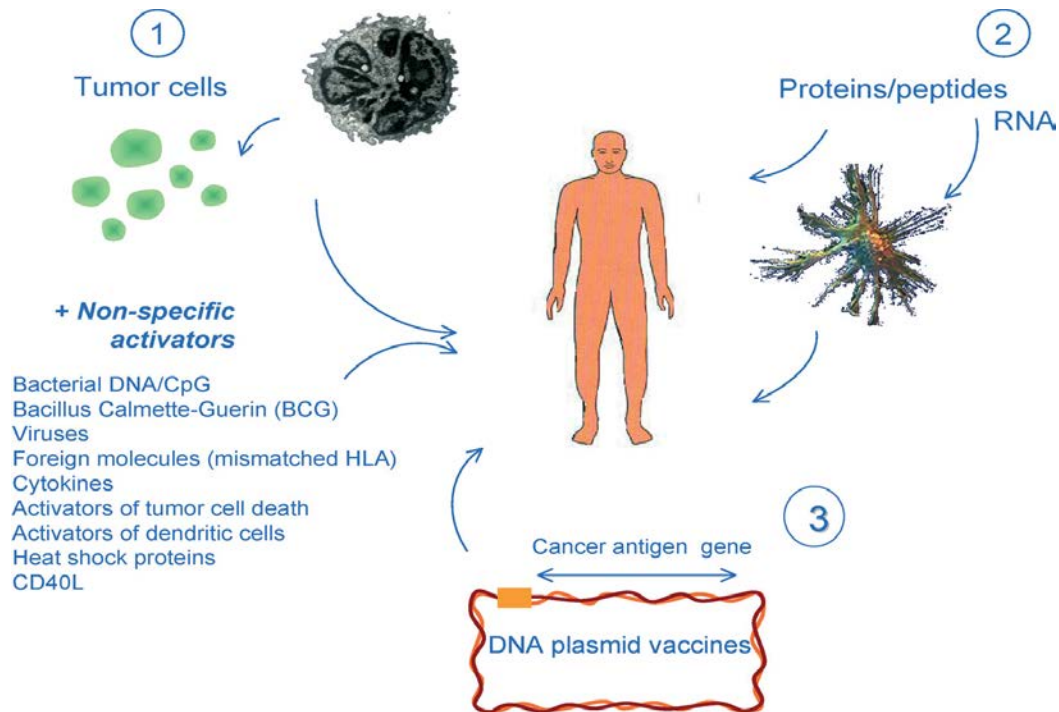 1
Tumor cells
+ Non-specific
activators
Bacterial DNA/CpG
Bacillus Calmette-Guerin (BCG)
Viruses
Foreign molecules (mismatched HLA)
Cytokines
Activators of tumor cell death
Activators of dendritic cells
Heat shock proteins
CD40L
2
Proteins/peptides
RNA
3
Cancer antigen gene
DNA plasmid vaccines